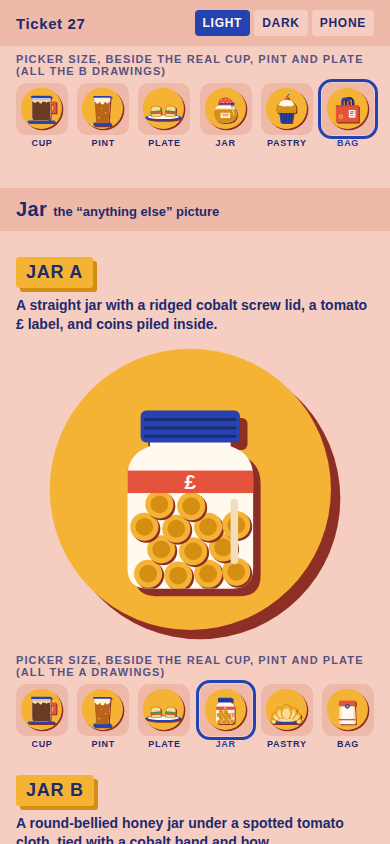 Ticket 27
LIGHT DARK PHONE
PICKER SIZE, BESIDE THE REAL CUP, PINT AND PLATE
(ALL THE B DRAWINGS)
CUP PINT PLATE JAR PASTRY BAG
Jar the “anything else” picture
JAR A
A straight jar with a ridged cobalt screw lid, a tomato
£ label, and coins piled inside.
£
PICKER SIZE, BESIDE THE REAL CUP, PINT AND PLATE
(ALL THE A DRAWINGS)
CUP PINT PLATE JAR PASTRY BAG
JAR B
A round-bellied honey jar under a spotted tomato
cloth, tied with a cobalt band and bow